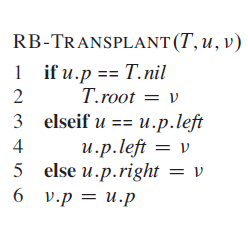 RB-TRANSPLANT(T, u, v)
1 if u.p == T.nil
2 T.root = v
3 elseif u == u.p.left
4 u.p.left = v
5 else u.p.right = v
6 v.p = u.p